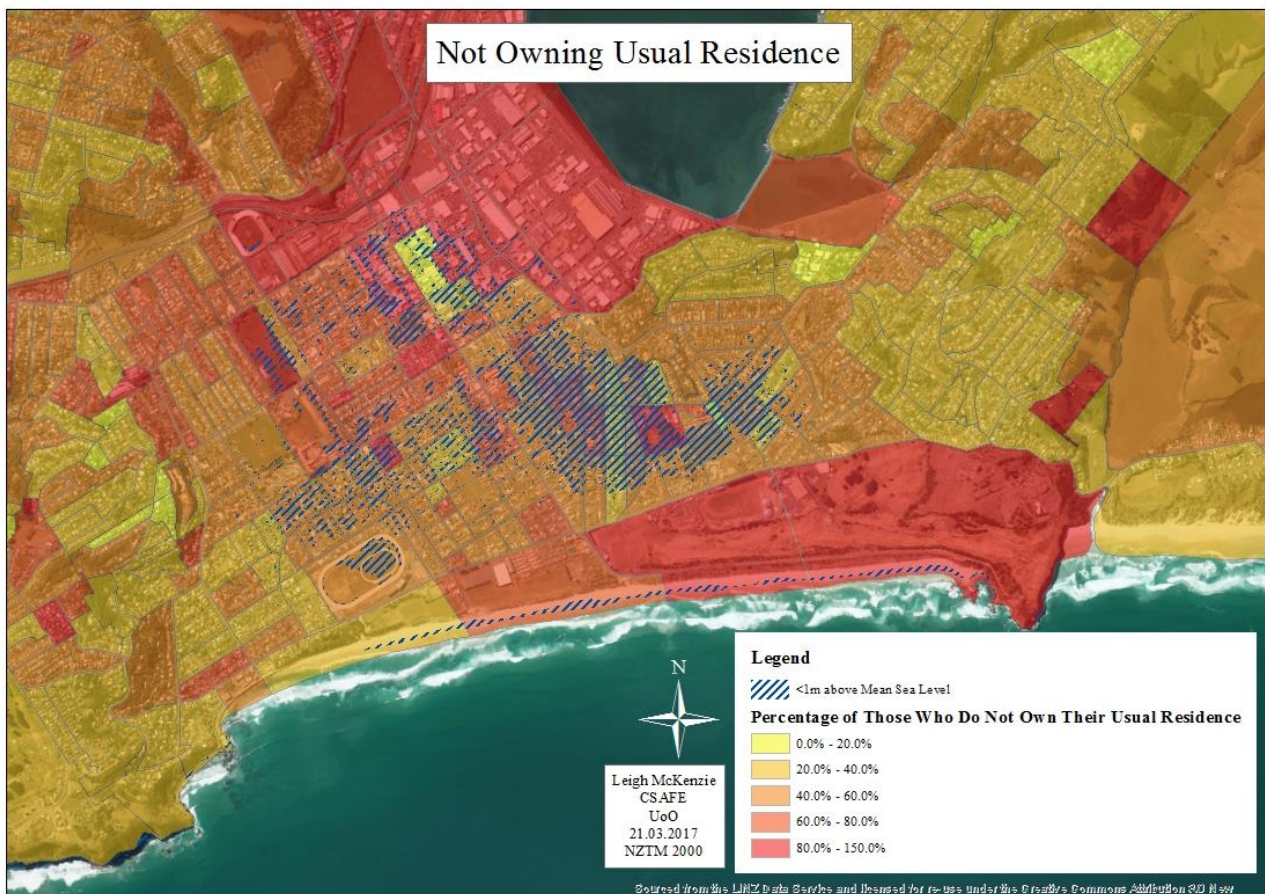 Not Owning Usual Residence
N
Leigh McKenzie
CSAFE
UoO
21.03.2017
NZTM 2000
Legend
<1m above Mean Sea Level
Percentage of Those Who Do Not Own Their Usual Residence
0.0% - 20.0%
20.0% - 40.0%
40.0% - 60.0%
60.0% - 80.0%
80.0% - 150.0%
Sourced from the LINZ Data Service and licensed for re-use under the Creative Commons Attribution 3.0 New